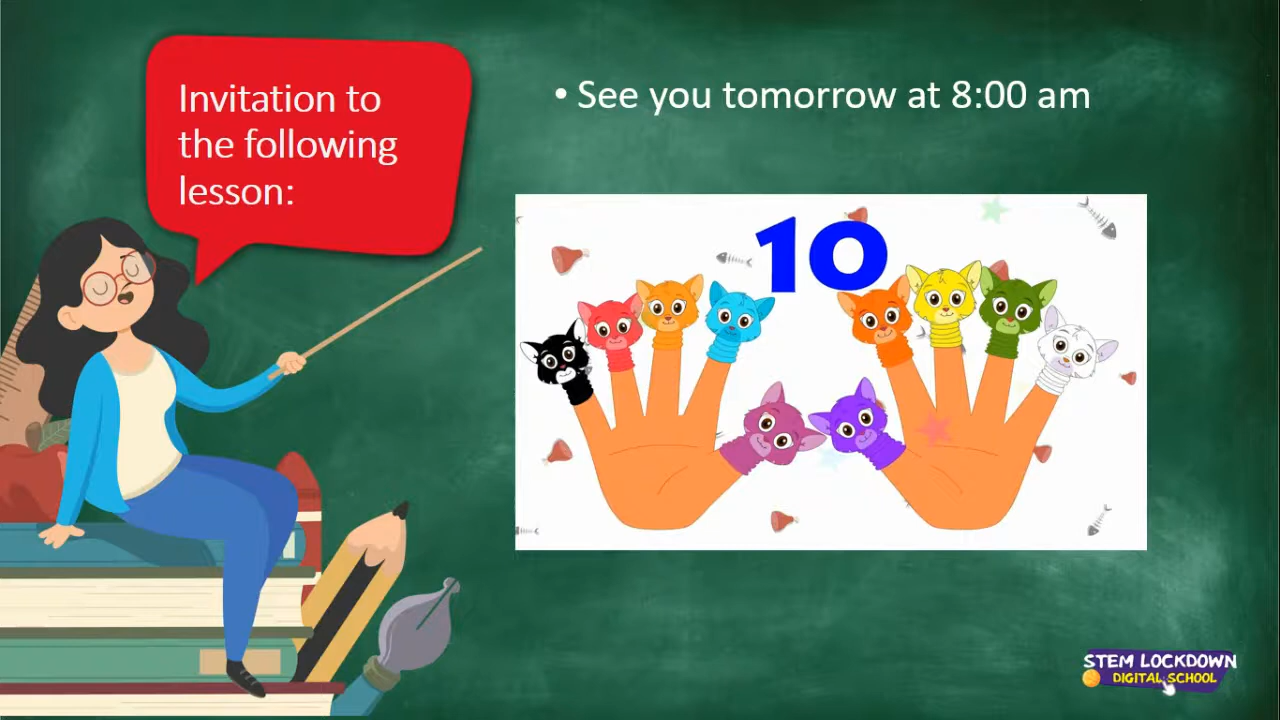 Invitation to
the following
lesson:
• See you tomorrow at 8:00 am
10
STEM LOCKDOWN
DIGITAL SCHOOL